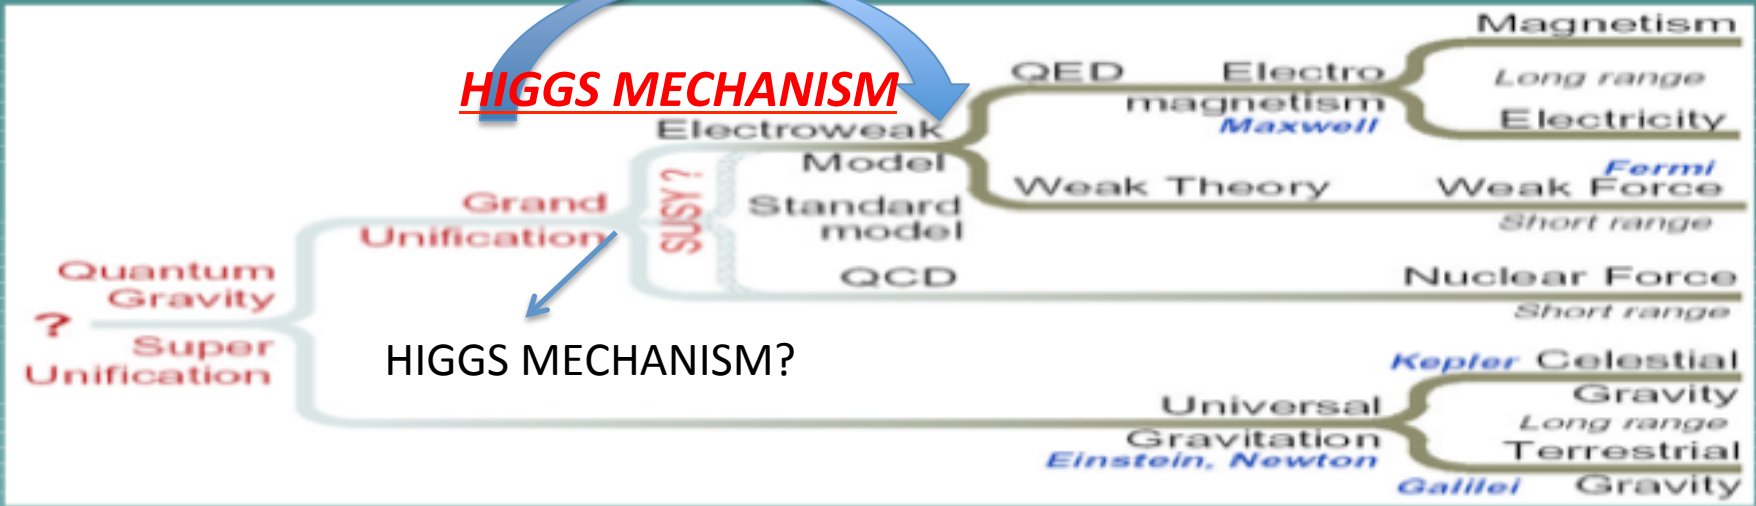 HIGGS MECHANISM
Magnetism
QED
Electro
magnetism
Maxwell
Long range
Electricity
Electroweak
Model
Fermi
Weak Theory
Weak Force
Short range
Grand
Unification
SUSY ?
Standard
model
QCD
Nuclear Force
Short range
Quantum
Gravity
?
Super
Unification
HIGGS MECHANISM?
Kepler Celestial
Gravity
Long range
Universal
Gravitation
Einstein, Newton
Terrestrial
Galilei Gravity